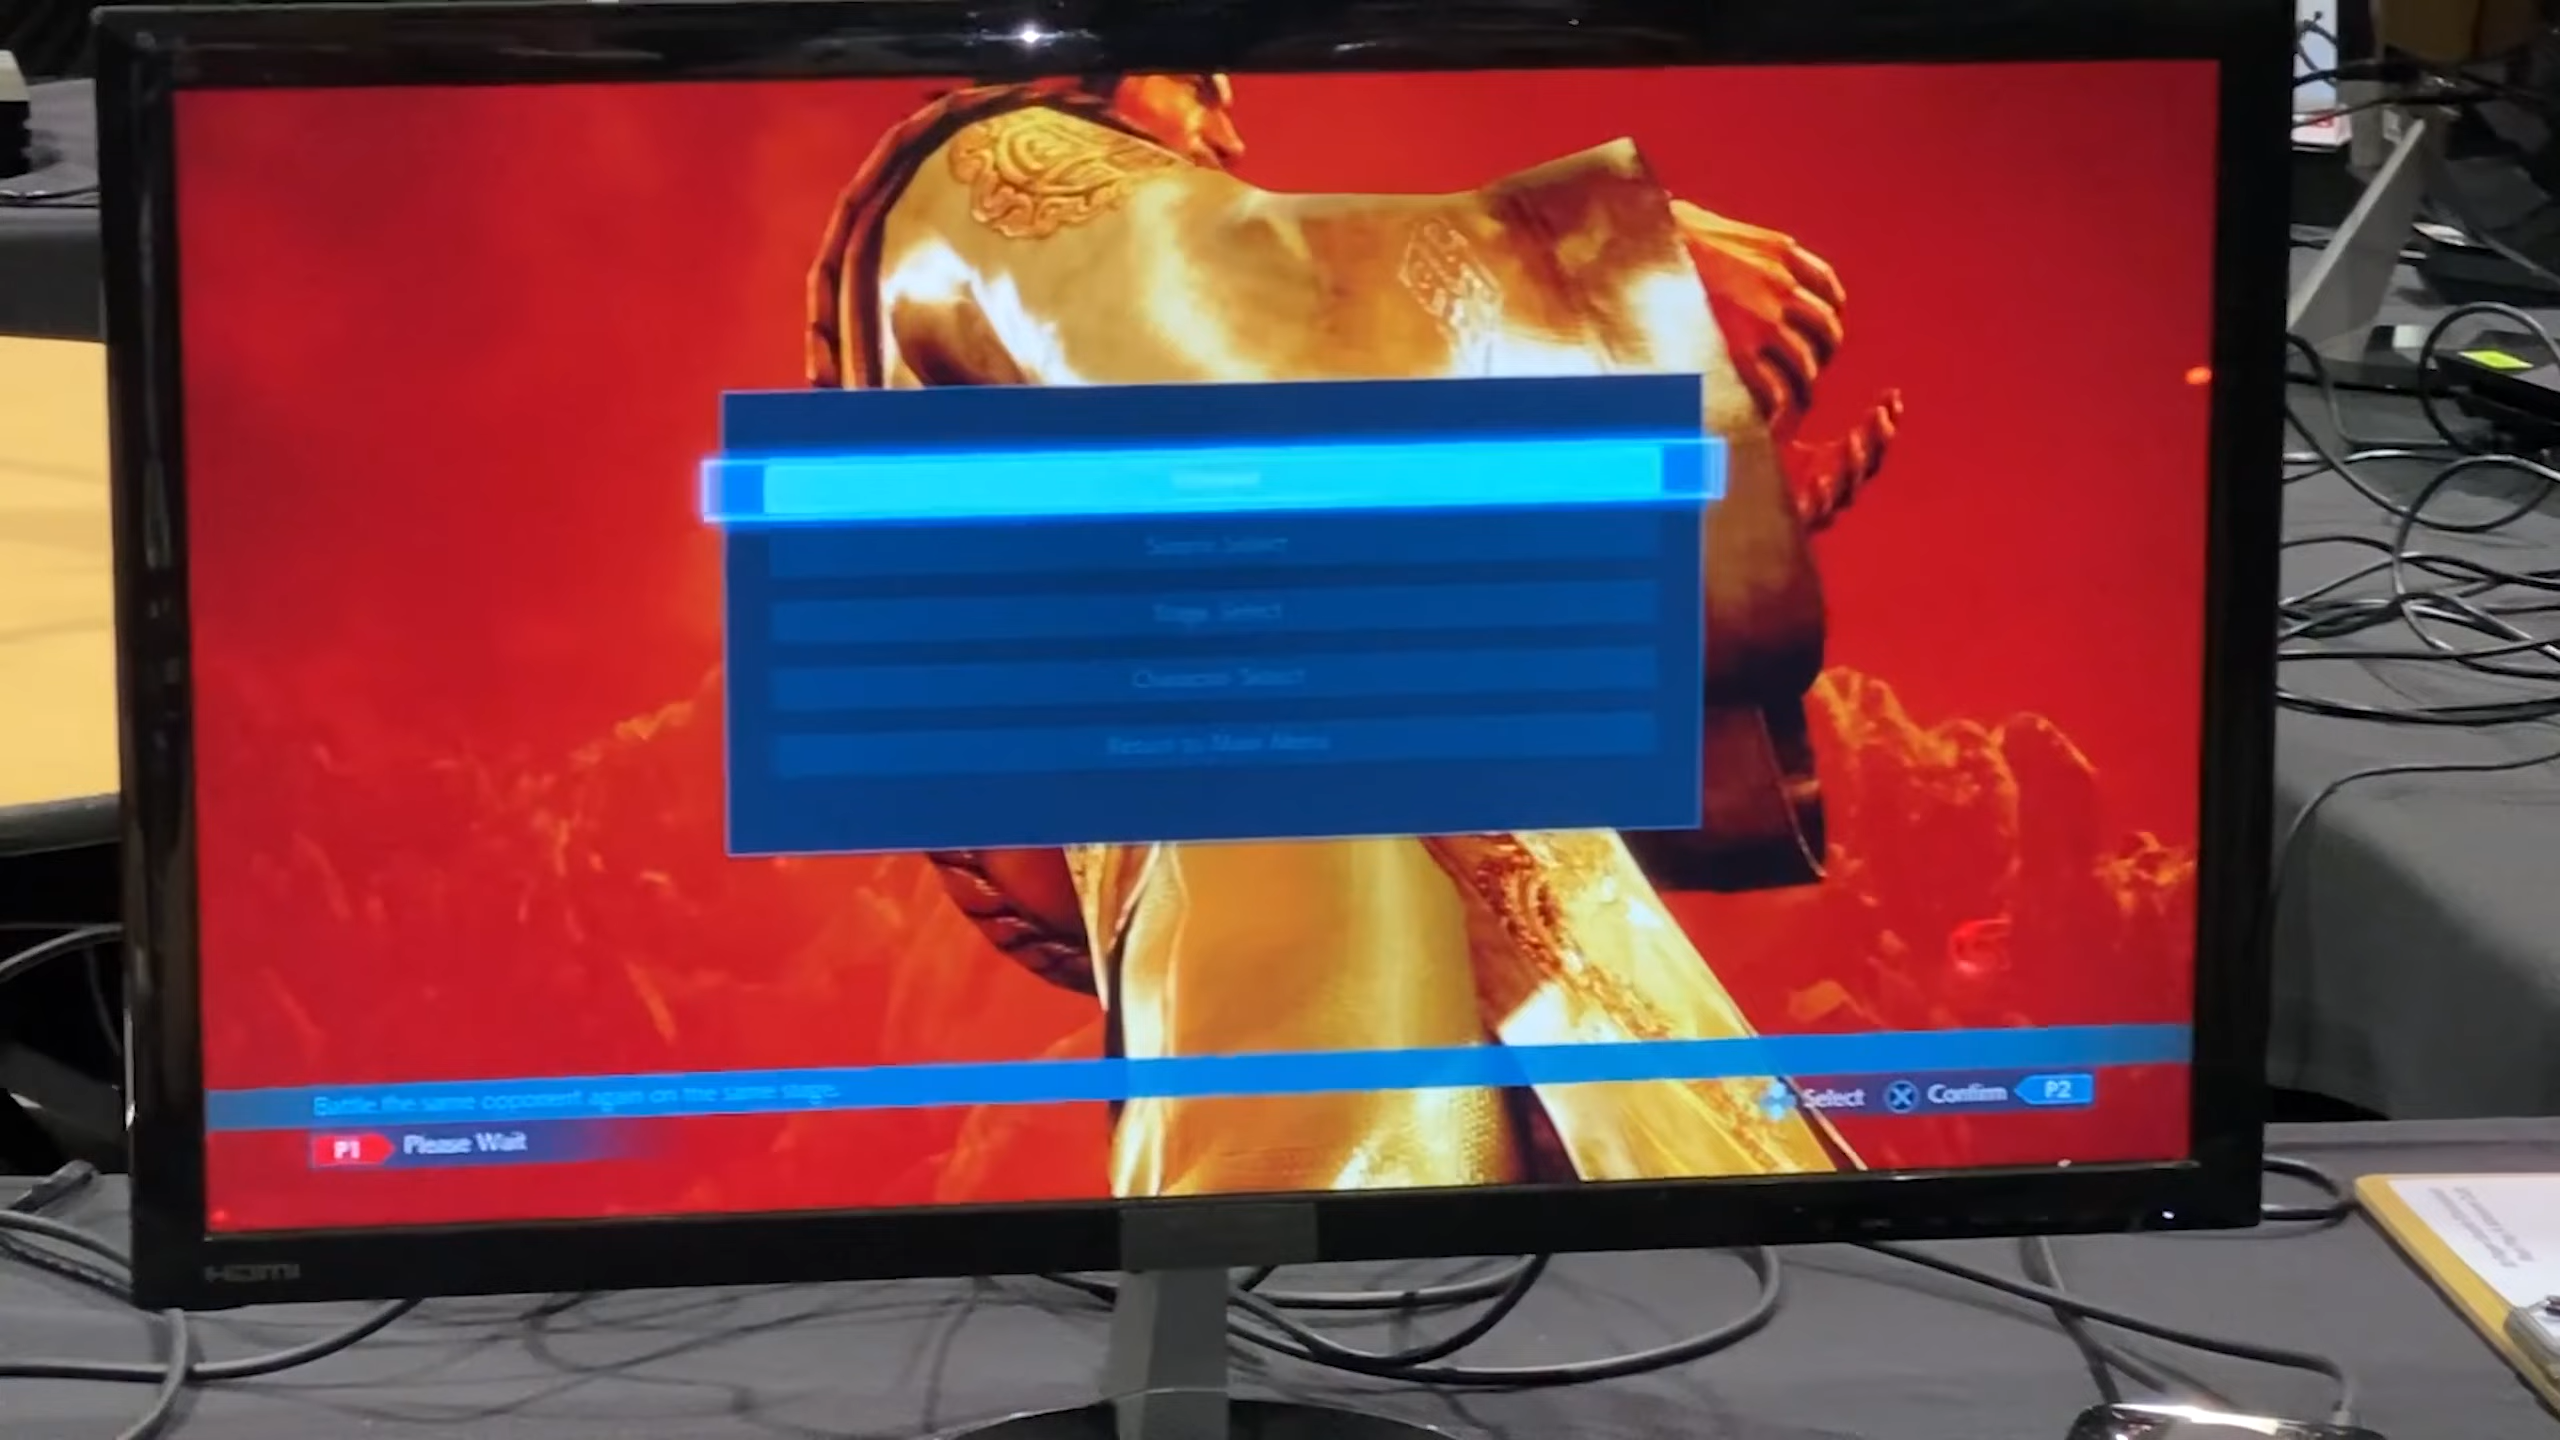 Stage Select
Character Select
Return to Main Menu
Battle the same opponent again on the same stage.
Select
Confirm
P2
P1
Please Wait
HDMI